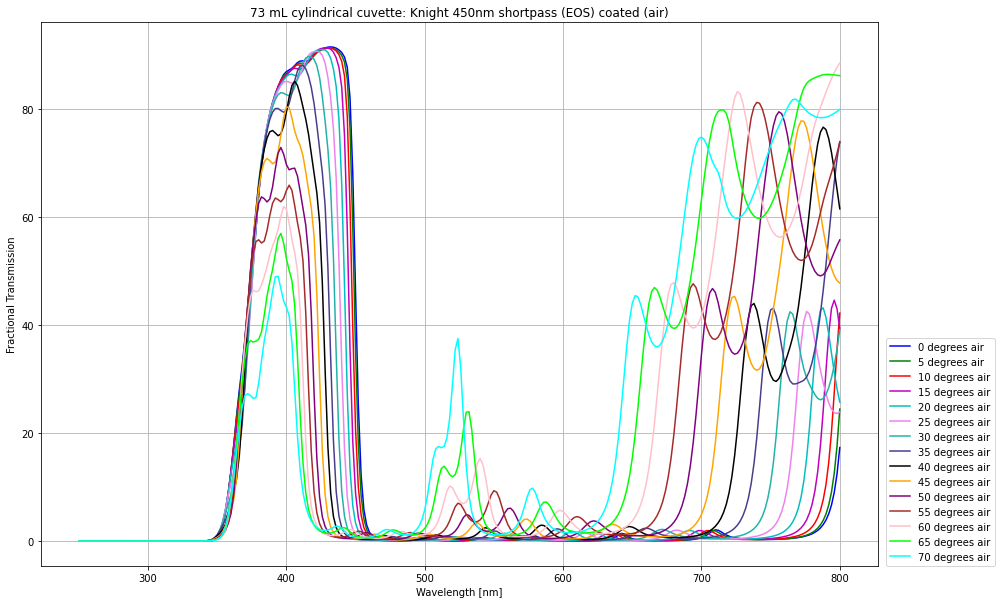 73 mL cylindrical cuvette: Knight 450nm shortpass (EOS) coated (air)
Fractional Transmission
80
60
40
20
0
300
400
500
600
700
800
Wavelength [nm]
0 degrees air
5 degrees air
10 degrees air
15 degrees air
20 degrees air
25 degrees air
30 degrees air
35 degrees air
40 degrees air
45 degrees air
50 degrees air
55 degrees air
60 degrees air
65 degrees air
70 degrees air